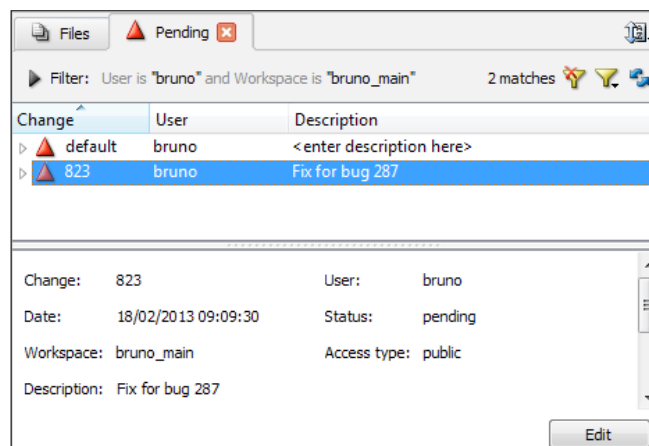 Files Pending
Filter: User is "bruno" and Workspace is "bruno_main" 2 matches
Change User Description
default bruno <enter description here>
823 bruno Fix for bug 287
Change: 823 User: bruno
Date: 18/02/2013 09:09:30 Status: pending
Workspace: bruno_main Access type: public
Description: Fix for bug 287
Edit